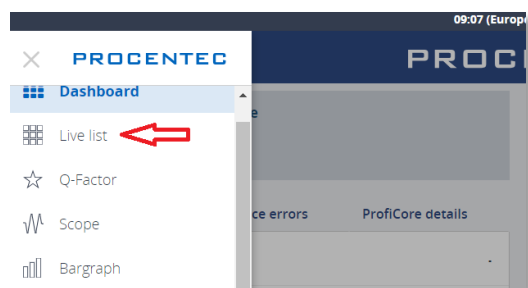 09:07 (Europ
PROCENTEC
PROC
Dashboard
e
Live list
Q-Factor
ce errors
ProfiCore details
Scope
-
Bargraph